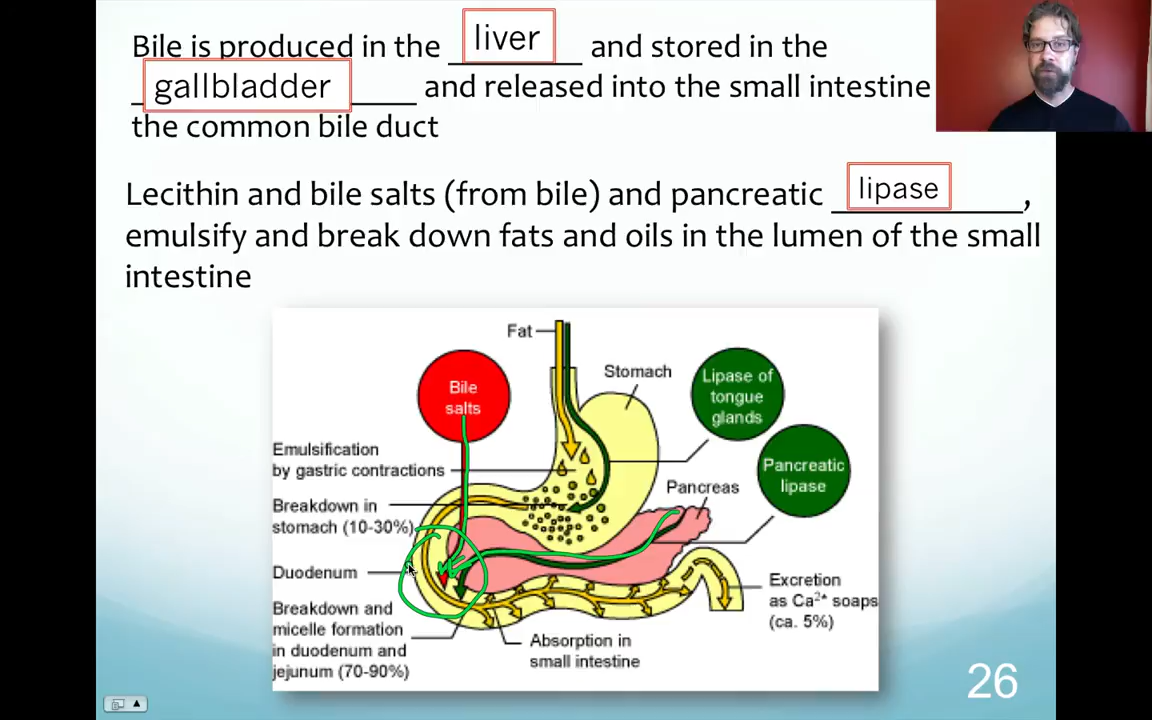 Bile is produced in the liver and stored in the
gallbladder and released into the small intestine
the common bile duct
Lecithin and bile salts (from bile) and pancreatic lipase,
emulsify and break down fats and oils in the lumen of the small
intestine
Fat
Stomach
Bile
salts
Lipase of
tongue
glands
Emulsification
by gastric contractions
Pancreatic
lipase
Pancreas
Breakdown in
stomach (10-30%)
Duodenum
Excretion
as Ca²⁺ soaps
(ca. 5%)
Breakdown and
micelle formation
in duodenum and
jejunum (70-90%)
Absorption in
small intestine
26